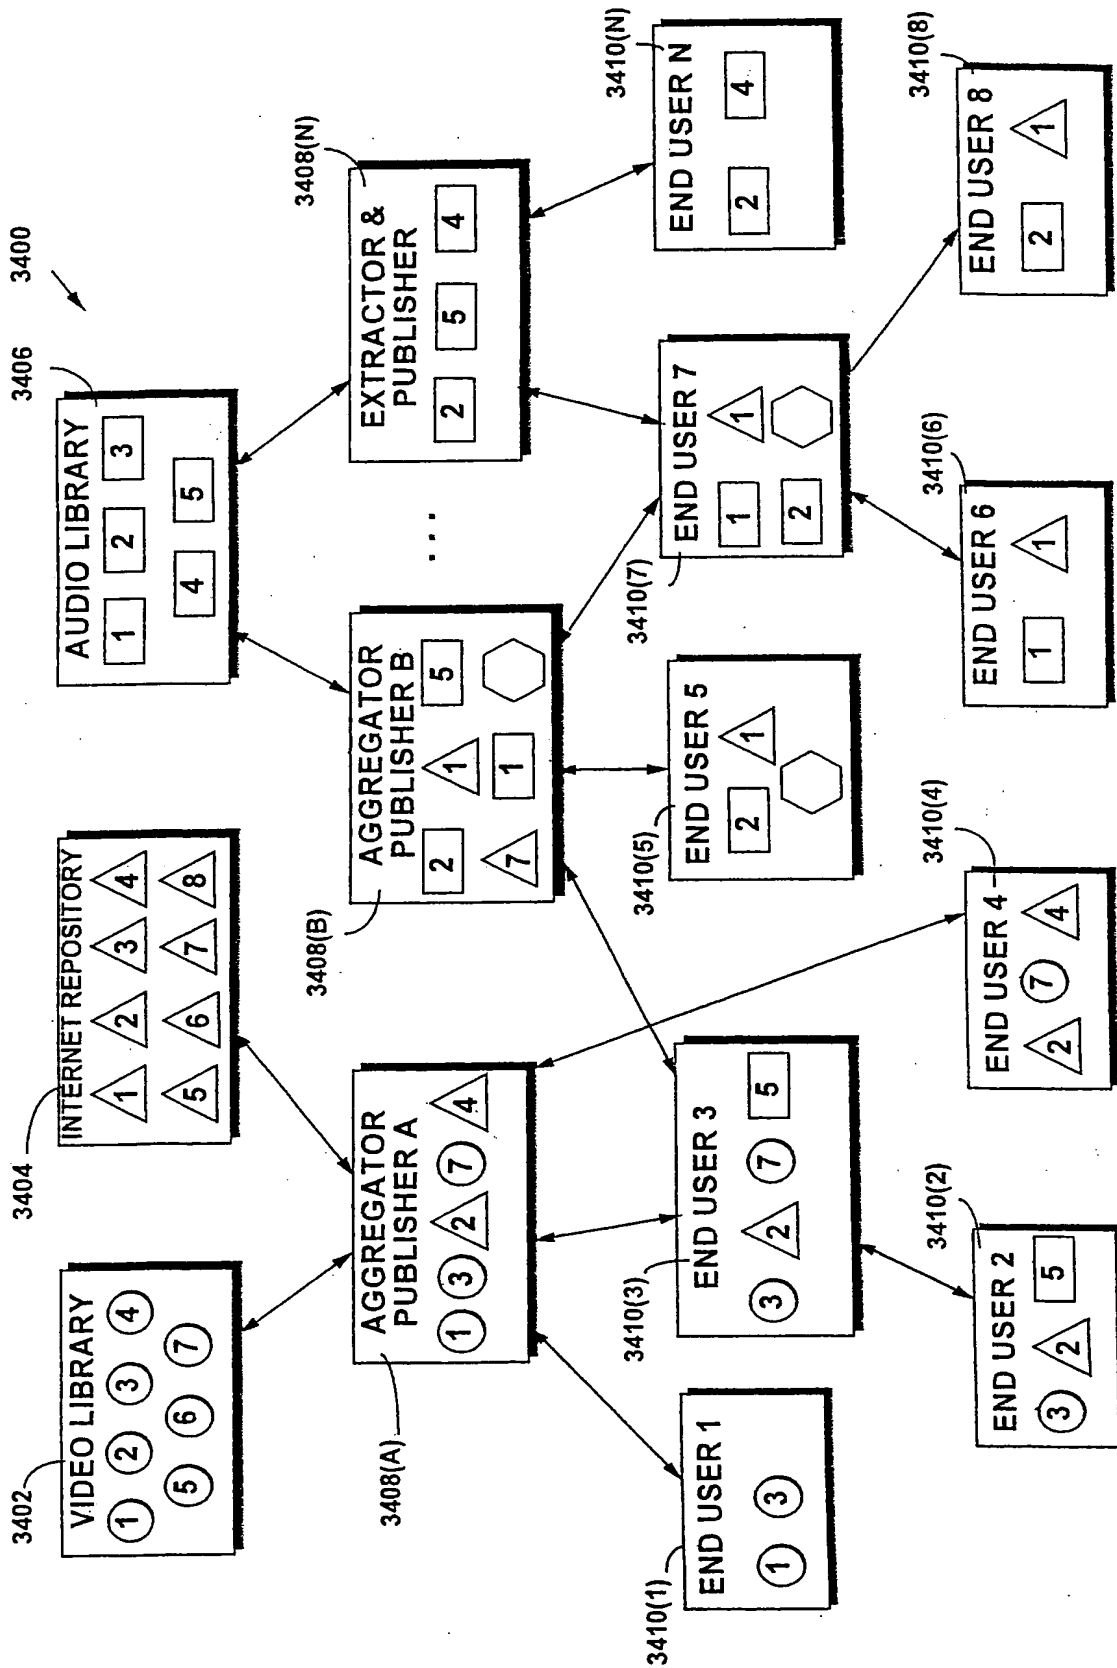 3400
3402
VIDEO LIBRARY
1 2 3 4
5 6 7
3404
INTERNET REPOSITORY
1 2 3 4
5 6 7 8
3406
AUDIO LIBRARY
1 2 3
4 5
3408(A)
AGGREGATOR
PUBLISHER A
1 3 2 7 4
3408(B)
AGGREGATOR
PUBLISHER B
2 1 5
7 1
...
3408(N)
EXTRACTOR &
PUBLISHER
2 5 4
3410(1)
END USER 1
1 3
3410(3)
END USER 3
3 2 7 5
3410(5)
END USER 5
2 1
3410(7)
END USER 7
1 1
2
3410(N)
END USER N
2 4
3410(2)
END USER 2
3 2 5
3410(4)
END USER 4
2 7 4
3410(6)
END USER 6
1 1
3410(8)
END USER 8
2 1